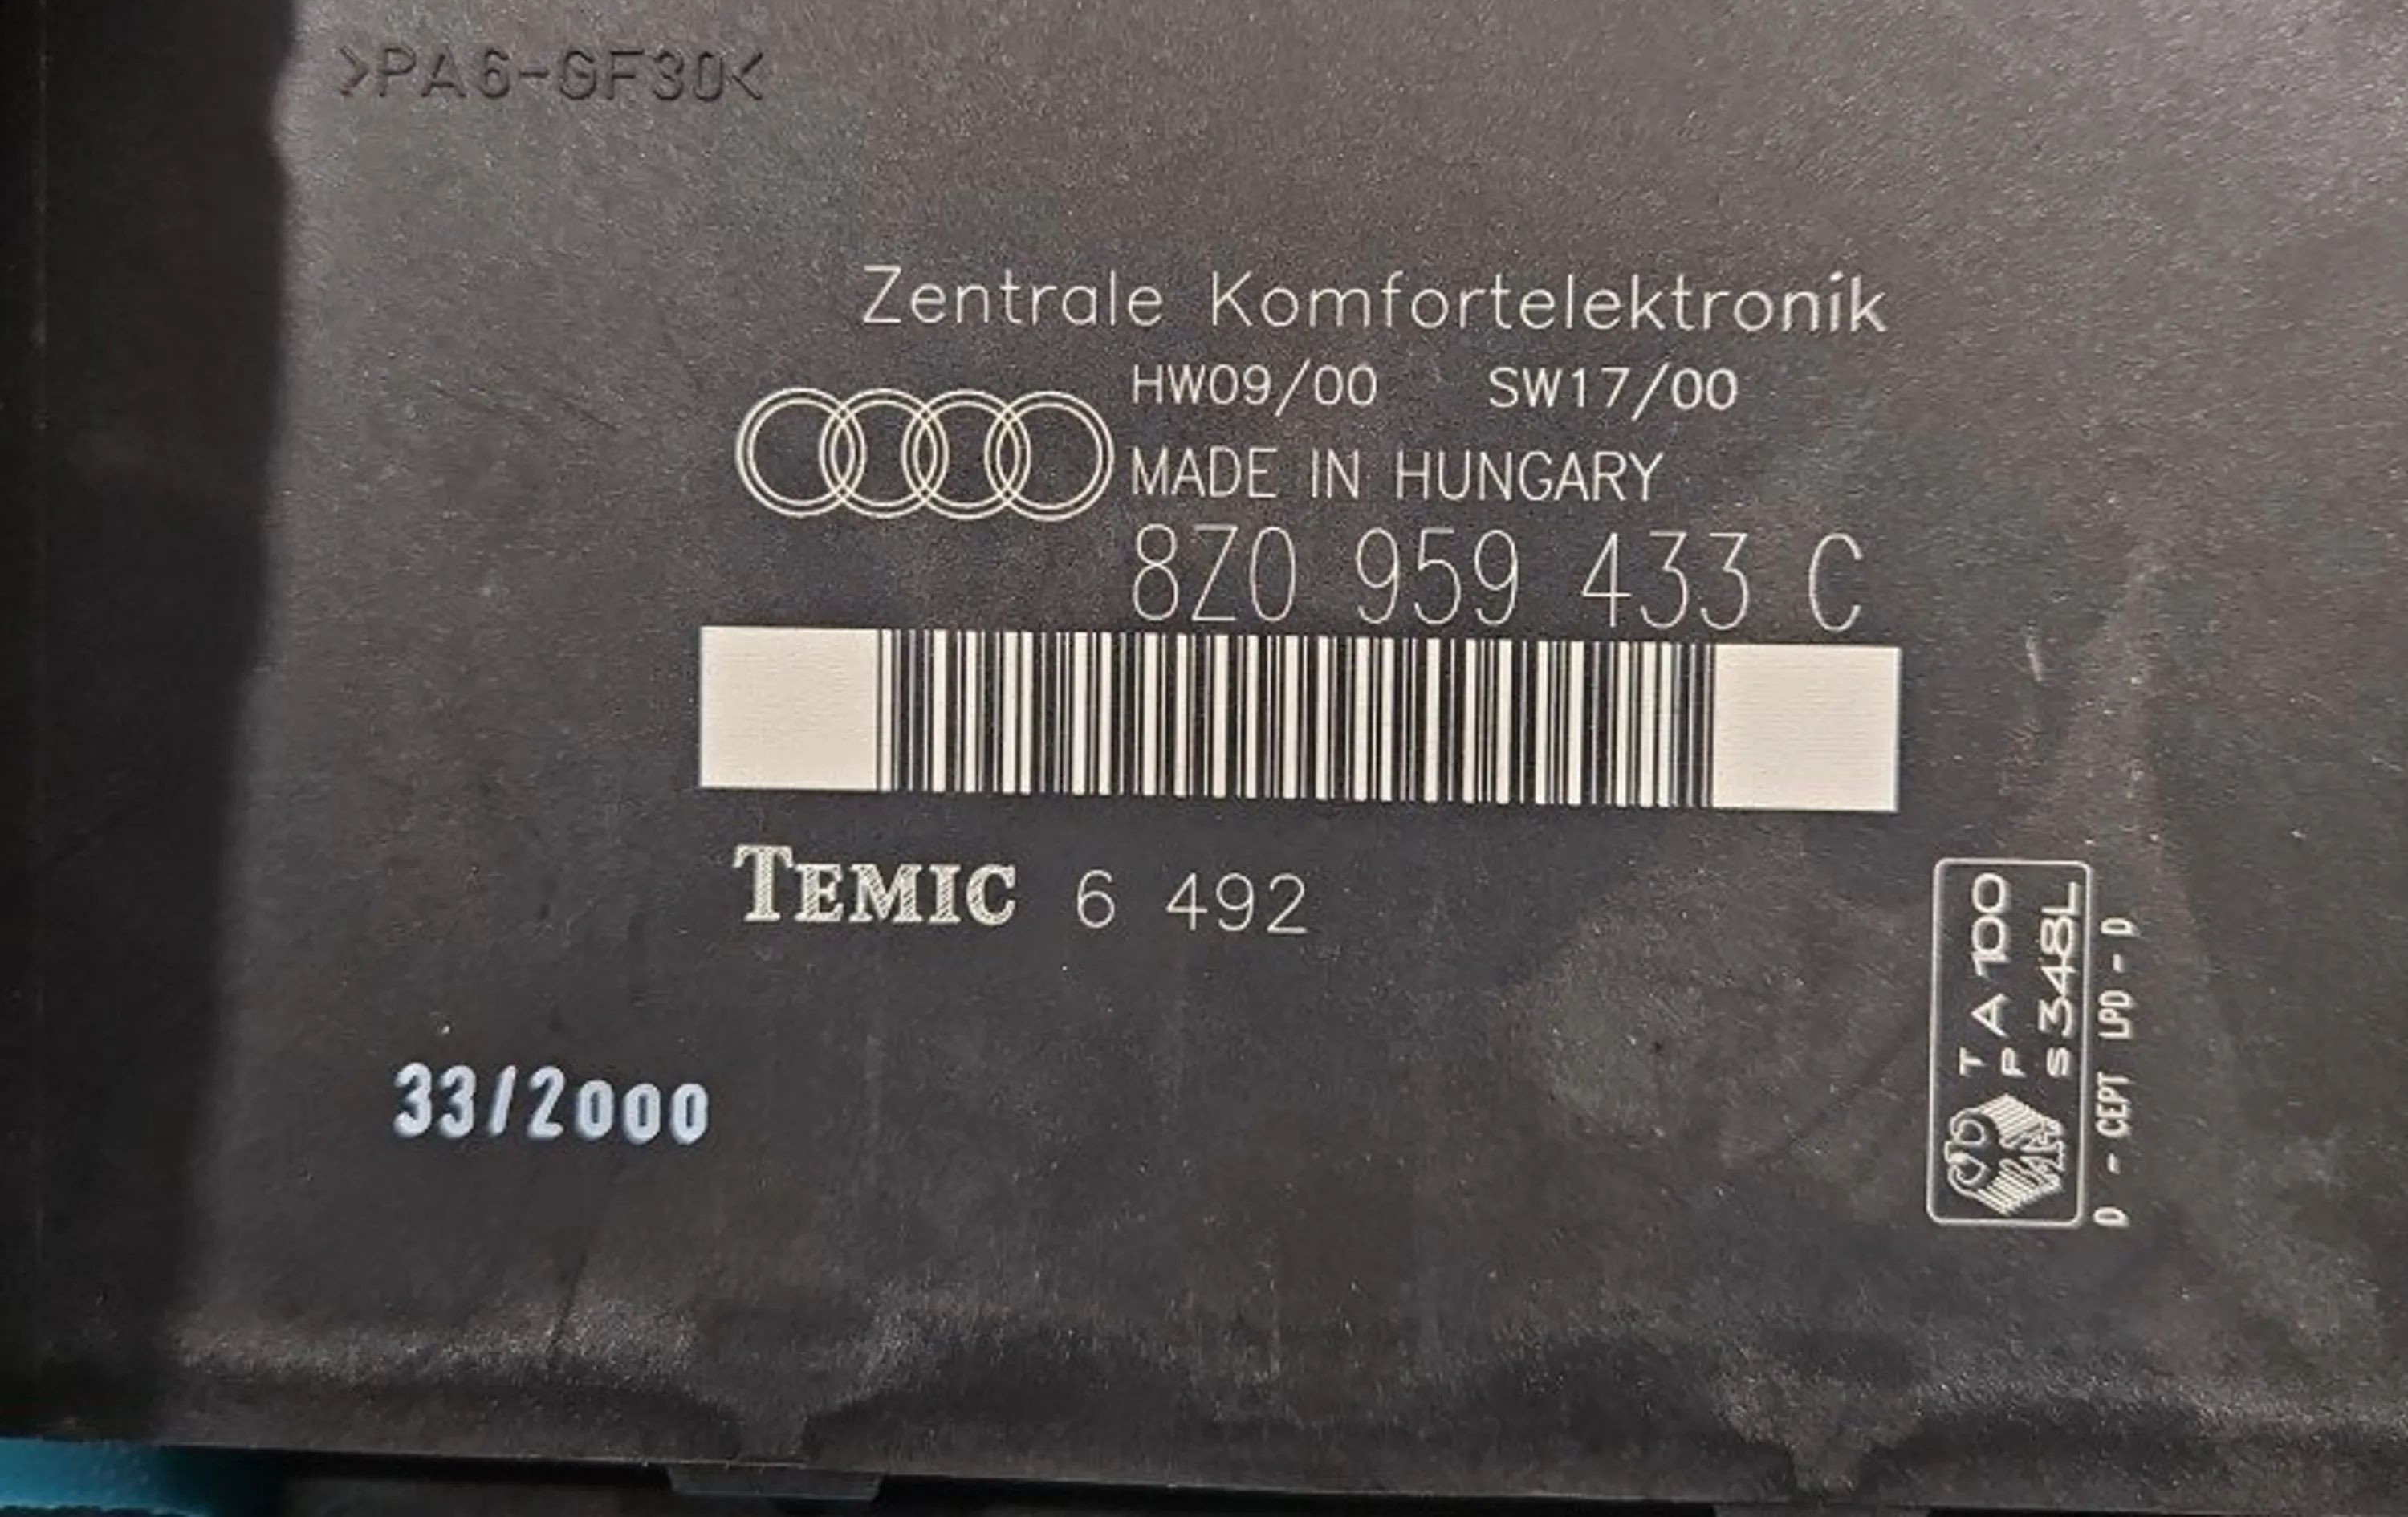 >PA6-GF30<
Zentrale Komfortelektronik
HW09/00 SW17/00
MADE IN HUNGARY
8Z0 959 433 C
TEMIC 6 492
33/2000
T A 100
P
S 348L
D - CEPT LPD - D